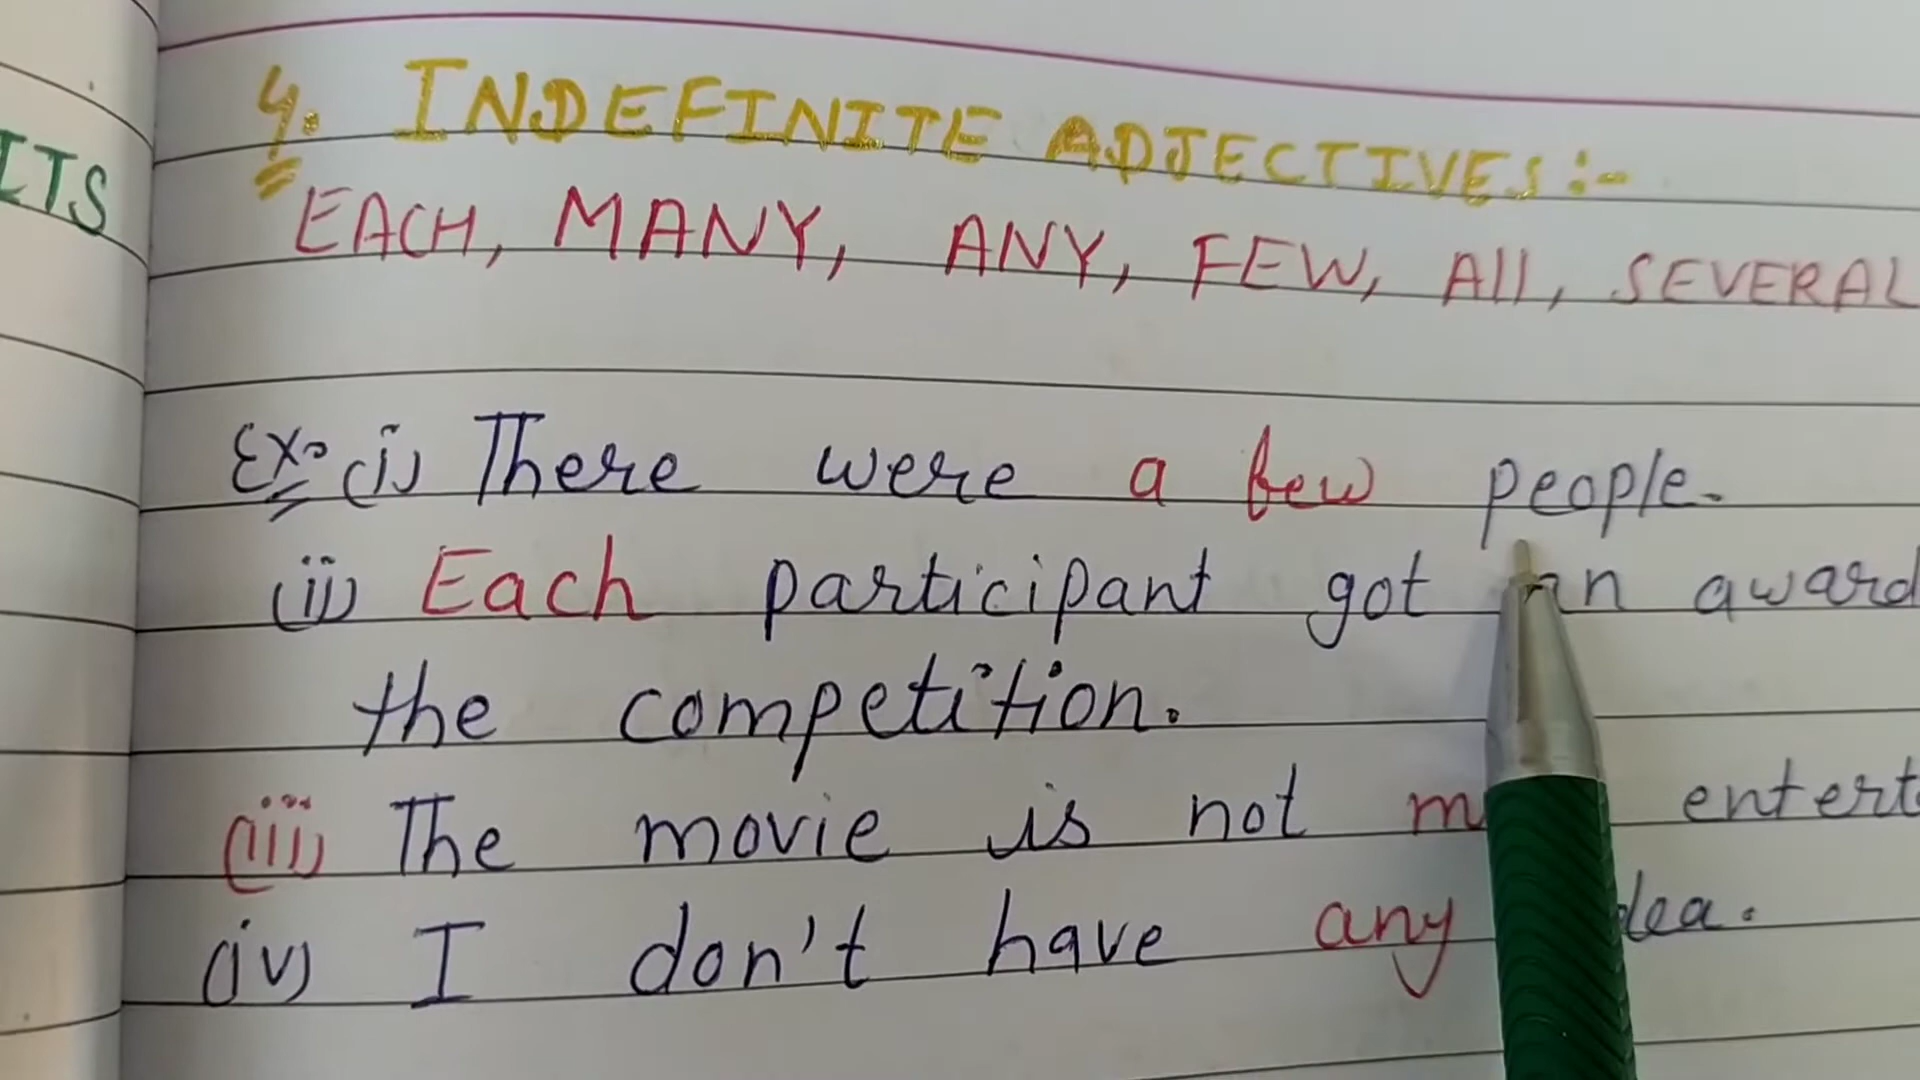 ITS
4. INDEFINITE ADJECTIVES:-
EACH, MANY, ANY, FEW, All, SEVERAL
Ex. (i) There were a few people.
(ii) Each participant got an award
the competition.
(iii) The movie is not
(iv) I don't have any